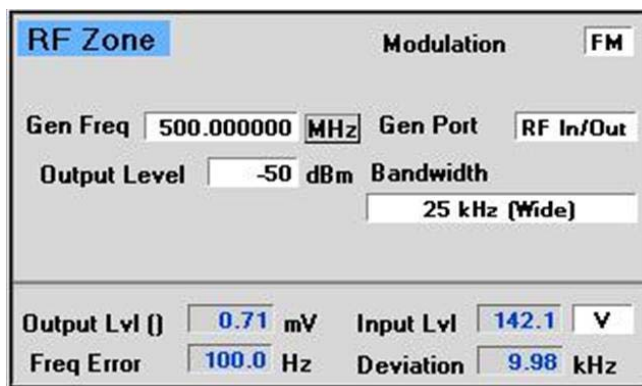 RF Zone Modulation FM
Gen Freq 500.000000 MHz Gen Port RF In/Out
Output Level -50 dBm Bandwidth
25 kHz (Wide)
Output Lvl () 0.71 mV Input Lvl 142.1 V
Freq Error 100.0 Hz Deviation 9.98 kHz